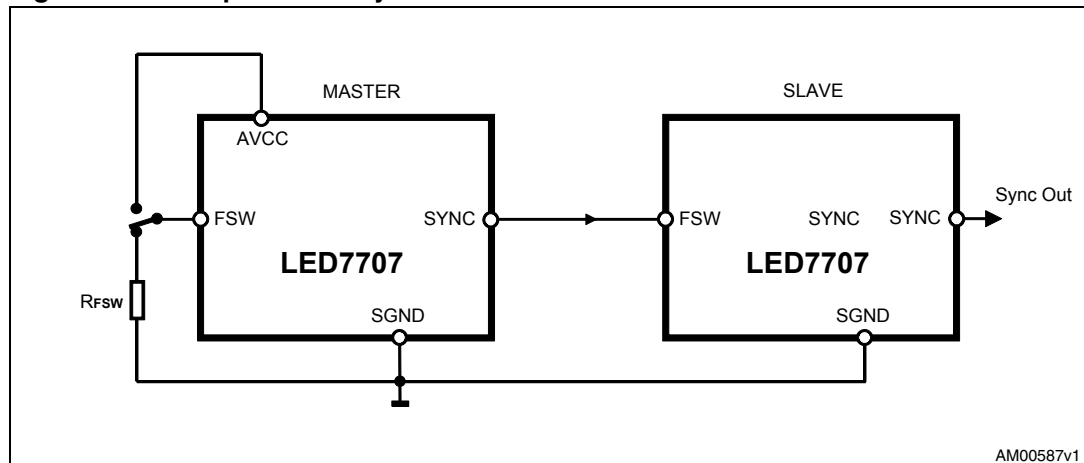 MASTER
SLAVE
AVCC
Sync Out
FSW
SYNC
FSW
SYNC
SYNC
LED7707
LED7707
RFSW
SGND
SGND
AM00587v1